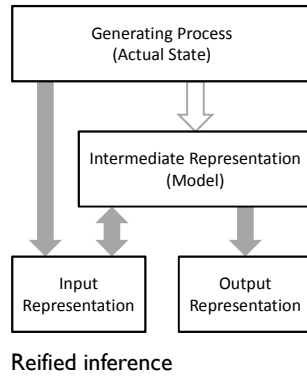 Generating Process
(Actual State)
Intermediate Representation
(Model)
Input
Representation
Output
Representation
Reified inference